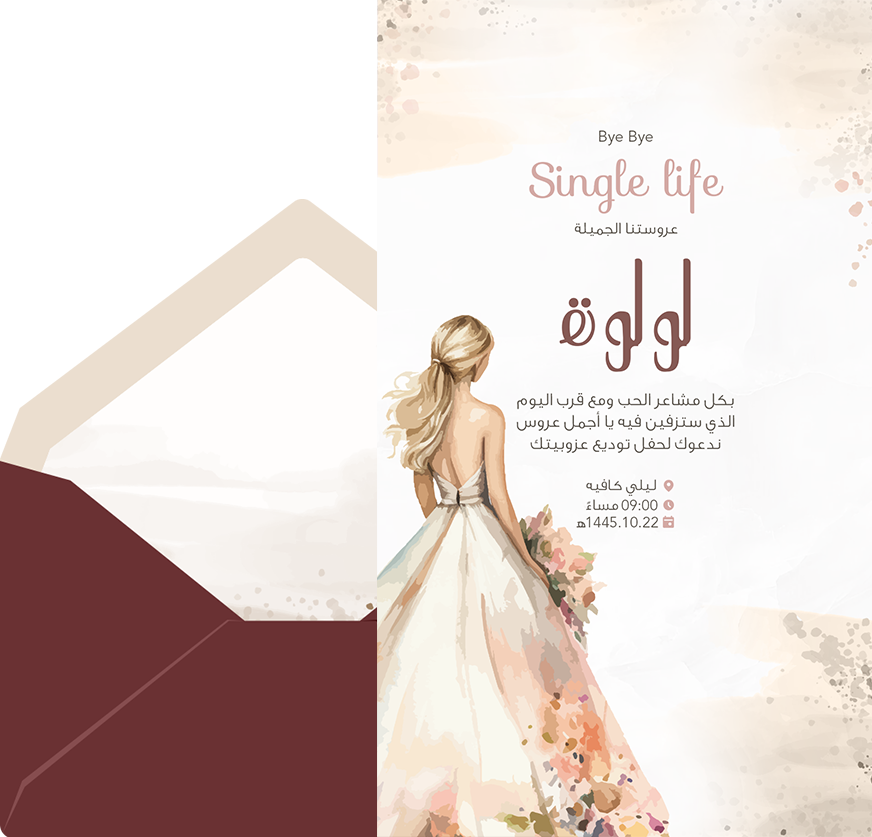 Bye Bye
Single life
عروستنا الجميلة
لولوة
بكل مشاعر الحب ومع قرب اليوم
الذي ستزفين فيه يا أجمل عروس
ندعوك لحفل توديع عزوبيتك
ليلي كافيه
09:00 مساءً
1445.10.22هـ